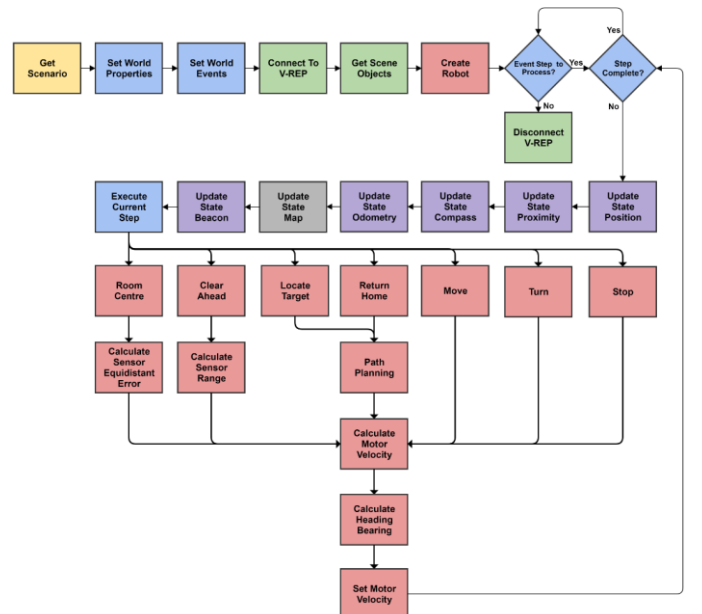 Get
Scenario
Set World
Properties
Set World
Events
Connect To
V-REP
Get Scene
Objects
Create
Robot
Event Step to
Process?
Yes
Step
Complete?
Yes
No
No
Disconnect
V-REP
Execute
Current
Step
Update
State
Beacon
Update
State
Map
Update
State
Odometry
Update
State
Compass
Update
State
Proximity
Update
State
Position
Room
Centre
Clear
Ahead
Locate
Target
Return
Home
Move
Turn
Stop
Calculate
Sensor
Equidistant
Error
Calculate
Sensor
Range
Path
Planning
Calculate
Motor
Velocity
Calculate
Heading
Bearing
Set Motor
Velocity